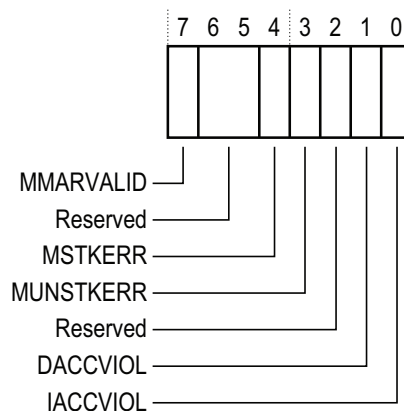 7 6 5 4 3 2 1 0
MMARVALID
Reserved
MSTKERR
MUNSTKERR
Reserved
DACCVIOL
IACCVIOL